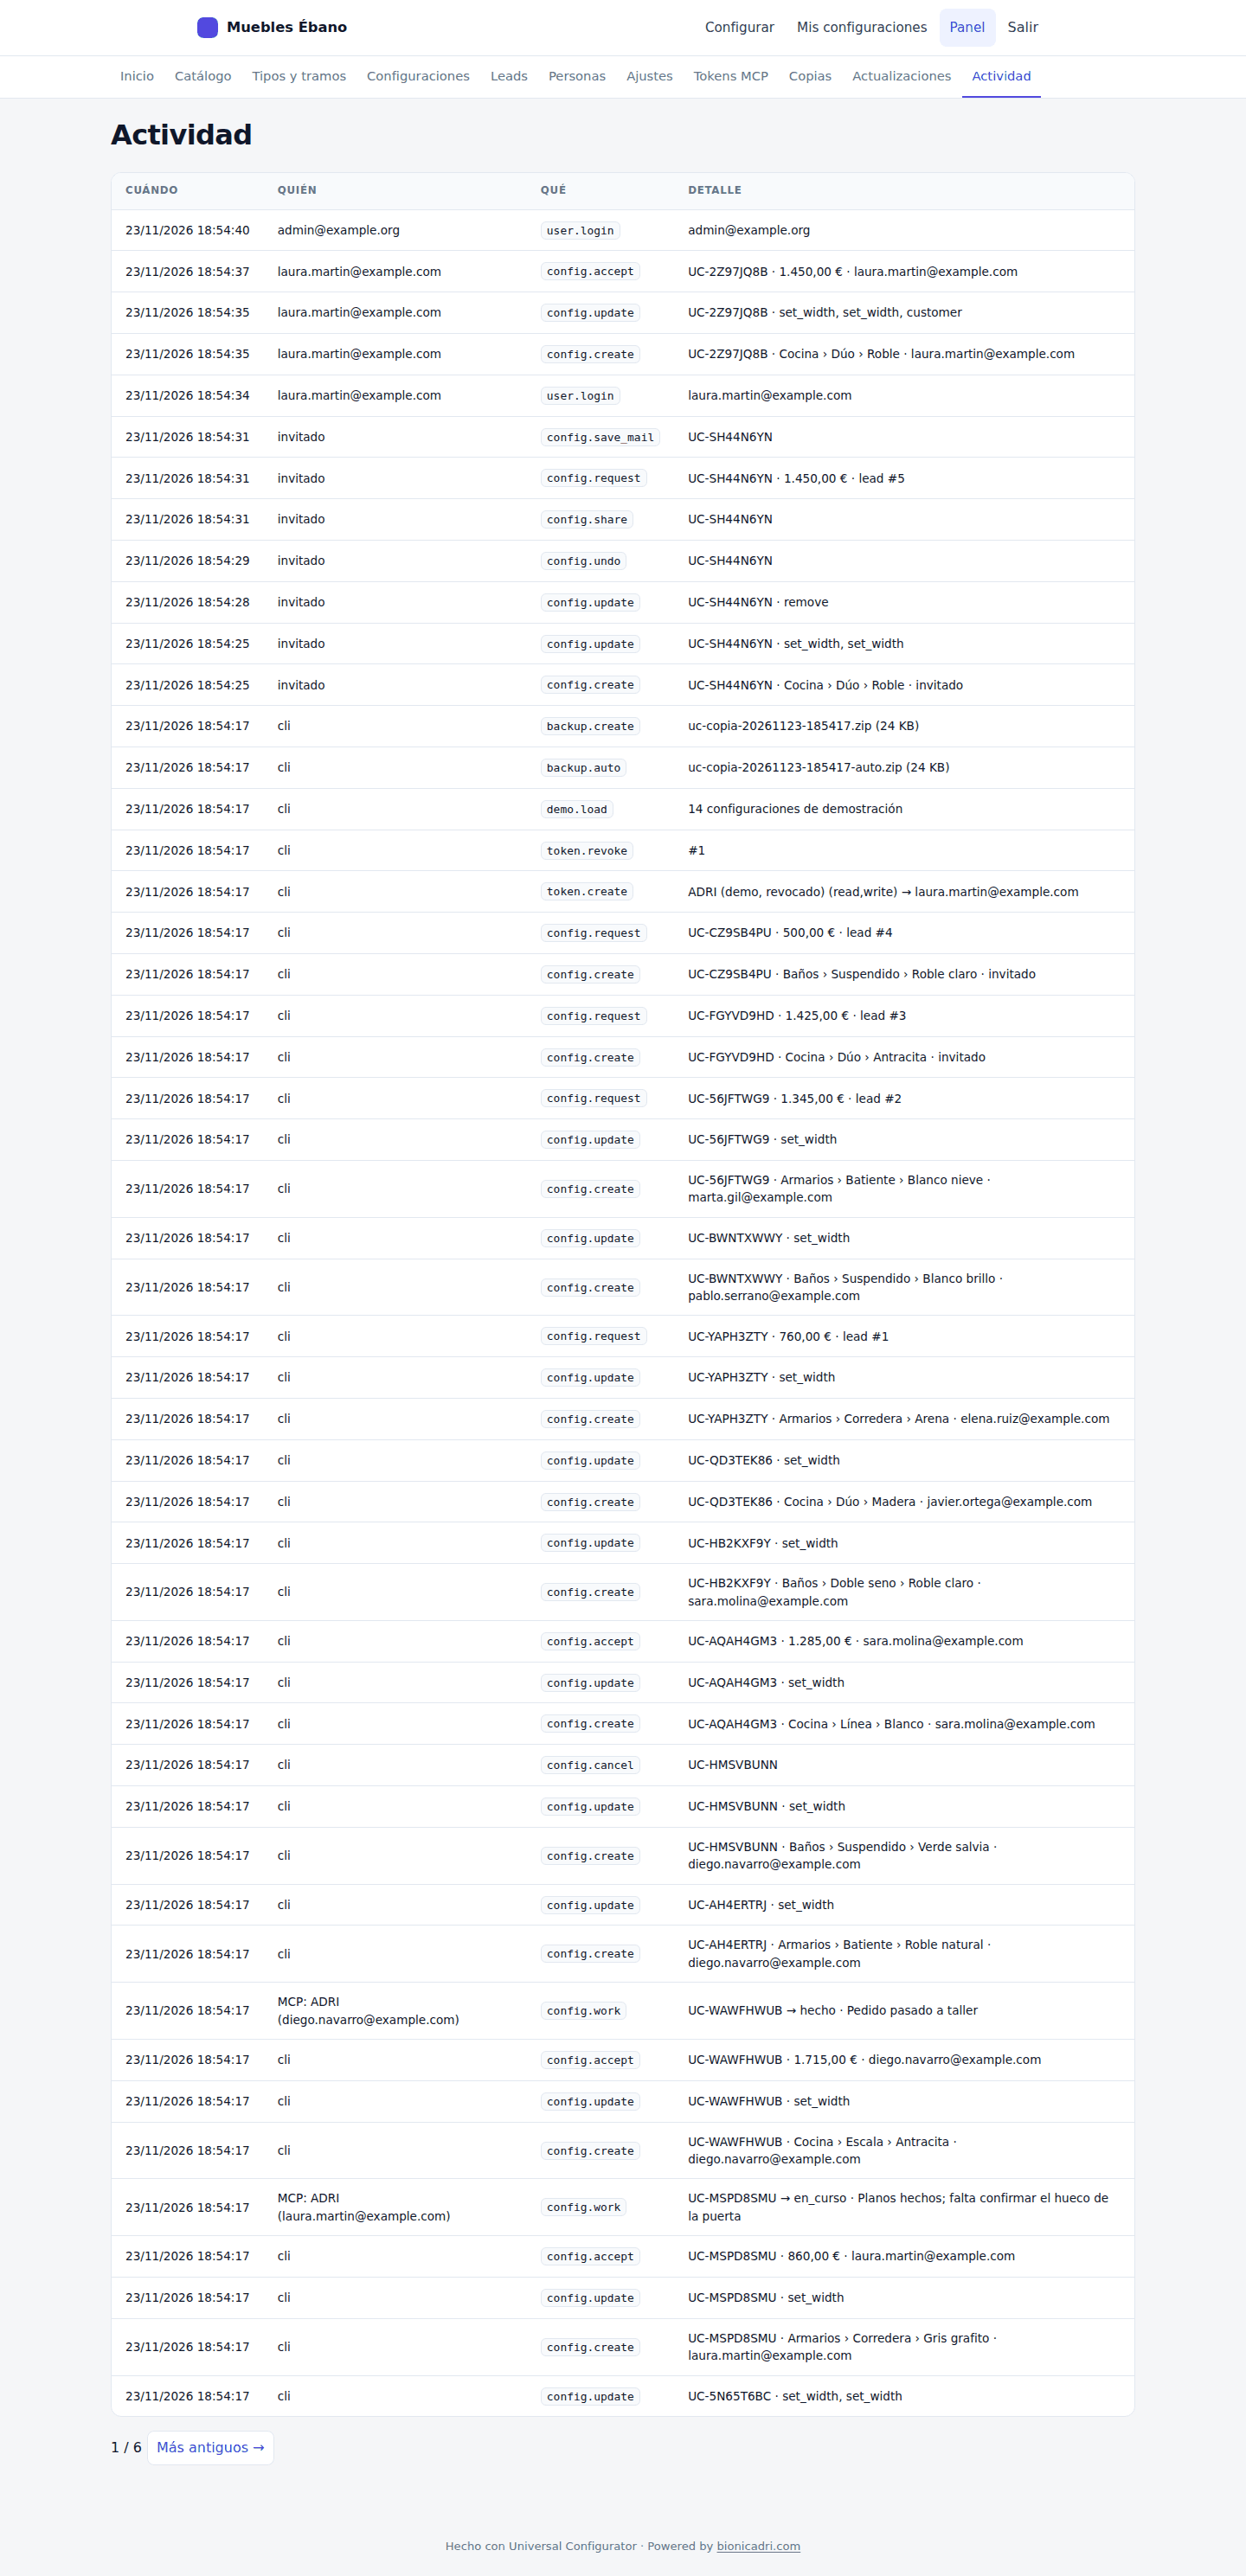 Muebles Ébano
Configurar Mis configuraciones Panel Salir
Inicio Catálogo Tipos y tramos Configuraciones Leads Personas Ajustes Tokens MCP Copias Actualizaciones Actividad
Actividad
CUÁNDO QUIÉN QUÉ DETALLE
23/11/2026 18:54:40 admin@example.org user.login admin@example.org
23/11/2026 18:54:37 laura.martin@example.com config.accept UC-2Z97JQ8B · 1.450,00 € · laura.martin@example.com
23/11/2026 18:54:35 laura.martin@example.com config.update UC-2Z97JQ8B · set_width, set_width, customer
23/11/2026 18:54:35 laura.martin@example.com config.create UC-2Z97JQ8B · Cocina › Dúo › Roble · laura.martin@example.com
23/11/2026 18:54:34 laura.martin@example.com user.login laura.martin@example.com
23/11/2026 18:54:31 invitado config.save_mail UC-SH44N6YN
23/11/2026 18:54:31 invitado config.request UC-SH44N6YN · 1.450,00 € · lead #5
23/11/2026 18:54:31 invitado config.share UC-SH44N6YN
23/11/2026 18:54:29 invitado config.undo UC-SH44N6YN
23/11/2026 18:54:28 invitado config.update UC-SH44N6YN · remove
23/11/2026 18:54:25 invitado config.update UC-SH44N6YN · set_width, set_width
23/11/2026 18:54:25 invitado config.create UC-SH44N6YN · Cocina › Dúo › Roble · invitado
23/11/2026 18:54:17 cli backup.create uc-copia-20261123-185417.zip (24 KB)
23/11/2026 18:54:17 cli backup.auto uc-copia-20261123-185417-auto.zip (24 KB)
23/11/2026 18:54:17 cli demo.load 14 configuraciones de demostración
23/11/2026 18:54:17 cli token.revoke #1
23/11/2026 18:54:17 cli token.create ADRI (demo, revocado) (read,write) → laura.martin@example.com
23/11/2026 18:54:17 cli config.request UC-CZ9SB4PU · 500,00 € · lead #4
23/11/2026 18:54:17 cli config.create UC-CZ9SB4PU · Baños › Suspendido › Roble claro · invitado
23/11/2026 18:54:17 cli config.request UC-FGYVD9HD · 1.425,00 € · lead #3
23/11/2026 18:54:17 cli config.create UC-FGYVD9HD · Cocina › Dúo › Antracita · invitado
23/11/2026 18:54:17 cli config.request UC-56JFTWG9 · 1.345,00 € · lead #2
23/11/2026 18:54:17 cli config.update UC-56JFTWG9 · set_width
23/11/2026 18:54:17 cli config.create UC-56JFTWG9 · Armarios › Batiente › Blanco nieve ·
marta.gil@example.com
23/11/2026 18:54:17 cli config.update UC-BWNTXWWY · set_width
23/11/2026 18:54:17 cli config.create UC-BWNTXWWY · Baños › Suspendido › Blanco brillo ·
pablo.serrano@example.com
23/11/2026 18:54:17 cli config.request UC-YAPH3ZTY · 760,00 € · lead #1
23/11/2026 18:54:17 cli config.update UC-YAPH3ZTY · set_width
23/11/2026 18:54:17 cli config.create UC-YAPH3ZTY · Armarios › Corredera › Arena · elena.ruiz@example.com
23/11/2026 18:54:17 cli config.update UC-QD3TEK86 · set_width
23/11/2026 18:54:17 cli config.create UC-QD3TEK86 · Cocina › Dúo › Madera · javier.ortega@example.com
23/11/2026 18:54:17 cli config.update UC-HB2KXF9Y · set_width
23/11/2026 18:54:17 cli config.create UC-HB2KXF9Y · Baños › Doble seno › Roble claro ·
sara.molina@example.com
23/11/2026 18:54:17 cli config.accept UC-AQAH4GM3 · 1.285,00 € · sara.molina@example.com
23/11/2026 18:54:17 cli config.update UC-AQAH4GM3 · set_width
23/11/2026 18:54:17 cli config.create UC-AQAH4GM3 · Cocina › Línea › Blanco · sara.molina@example.com
23/11/2026 18:54:17 cli config.cancel UC-HMSVBUNN
23/11/2026 18:54:17 cli config.update UC-HMSVBUNN · set_width
23/11/2026 18:54:17 cli config.create UC-HMSVBUNN · Baños › Suspendido › Verde salvia ·
diego.navarro@example.com
23/11/2026 18:54:17 cli config.update UC-AH4ERTRJ · set_width
23/11/2026 18:54:17 cli config.create UC-AH4ERTRJ · Armarios › Batiente › Roble natural ·
diego.navarro@example.com
23/11/2026 18:54:17 MCP: ADRI
(diego.navarro@example.com) config.work UC-WAWFHWUB → hecho · Pedido pasado a taller
23/11/2026 18:54:17 cli config.accept UC-WAWFHWUB · 1.715,00 € · diego.navarro@example.com
23/11/2026 18:54:17 cli config.update UC-WAWFHWUB · set_width
23/11/2026 18:54:17 cli config.create UC-WAWFHWUB · Cocina › Escala › Antracita ·
diego.navarro@example.com
23/11/2026 18:54:17 MCP: ADRI
(laura.martin@example.com) config.work UC-MSPD8SMU → en_curso · Planos hechos; falta confirmar el hueco de
la puerta
23/11/2026 18:54:17 cli config.accept UC-MSPD8SMU · 860,00 € · laura.martin@example.com
23/11/2026 18:54:17 cli config.update UC-MSPD8SMU · set_width
23/11/2026 18:54:17 cli config.create UC-MSPD8SMU · Armarios › Corredera › Gris grafito ·
laura.martin@example.com
23/11/2026 18:54:17 cli config.update UC-5N65T6BC · set_width, set_width
1 / 6 Más antiguos →
Hecho con Universal Configurator · Powered by bionicadri.com